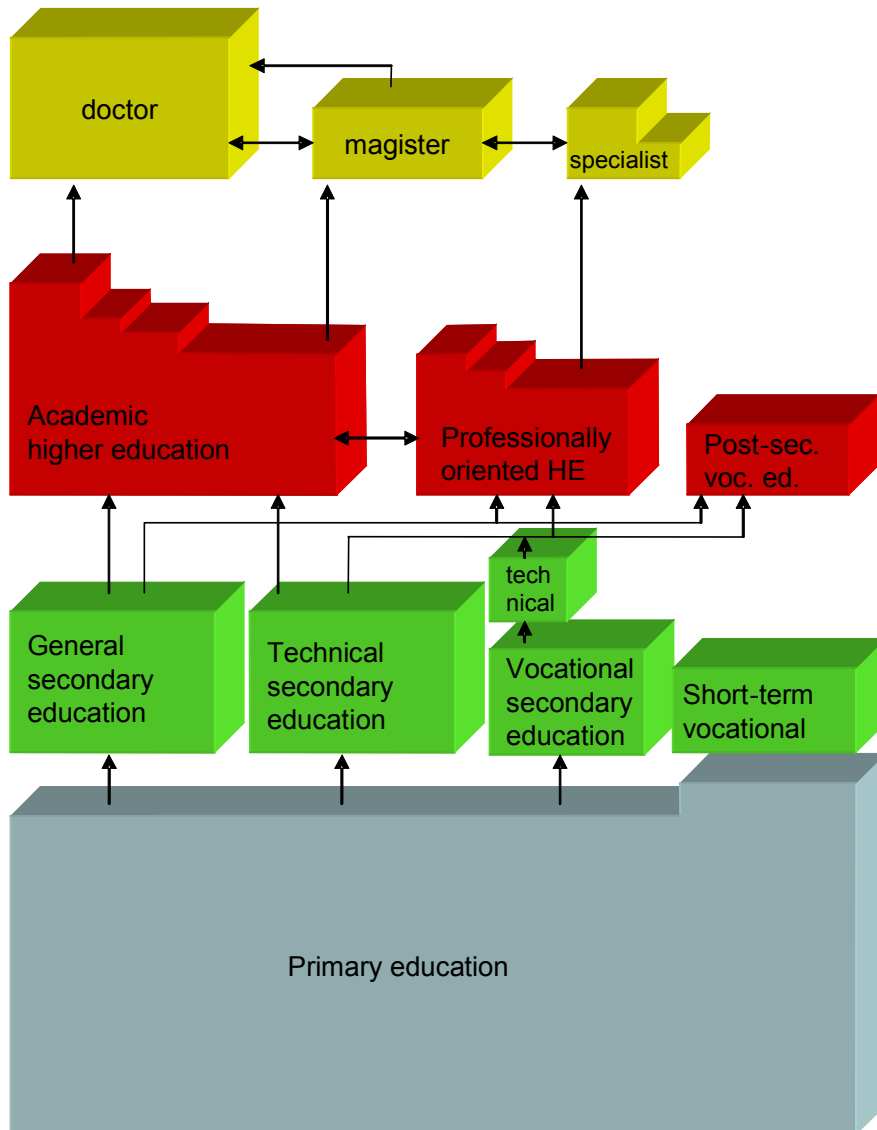 doctor
magister
specialist
Academic
higher education
Professionally
oriented HE
Post-sec.
voc. ed.
General
secondary
education
Technical
secondary
education
tech
nical
Vocational
secondary
education
Short-term
vocational
Primary education